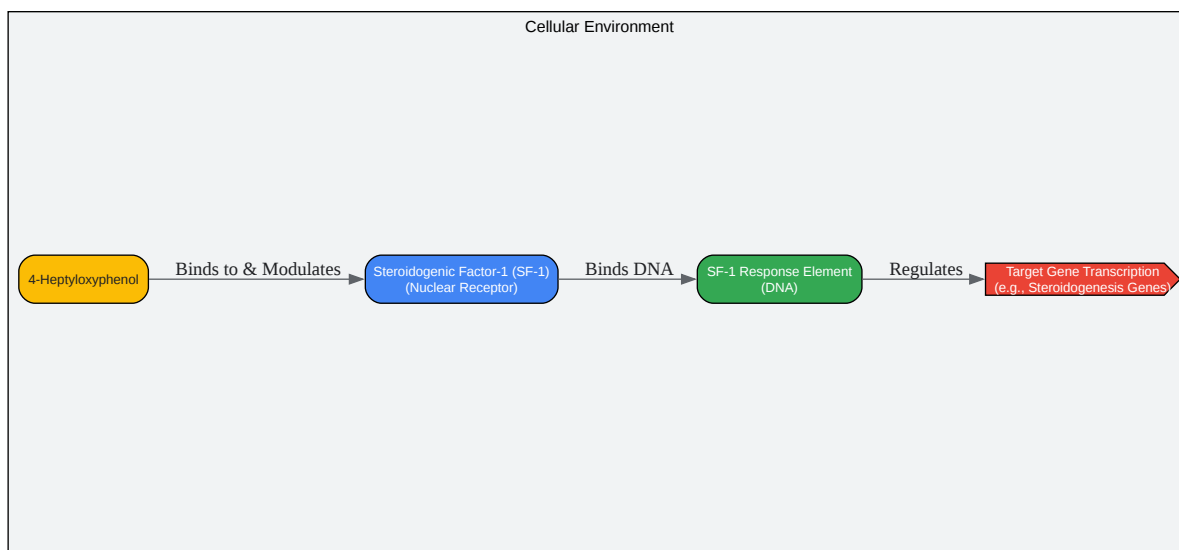 Cellular Environment
4-Heptyloxyphenol
Binds to & Modulates
Steroidogenic Factor-1 (SF-1)
(Nuclear Receptor)
Binds DNA
SF-1 Response Element
(DNA)
Regulates
Target Gene Transcription
(e.g., Steroidogenesis Genes)